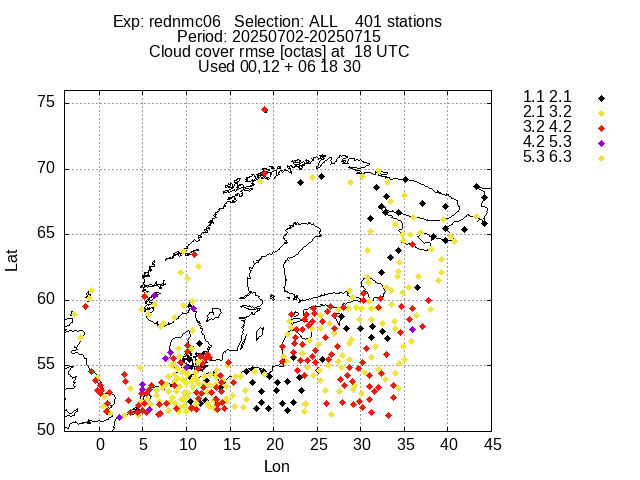 Exp: rednmc06 Selection: ALL 401 stations
Period: 20250702-20250715
Cloud cover rmse [octas] at 18 UTC
Used 00,12 + 06 18 30
1.1 2.1
2.1 3.2
3.2 4.2
4.2 5.3
5.3 6.3
75
70
65
60
55
50
Lat
0 5 10 15 20 25 30 35 40 45
Lon